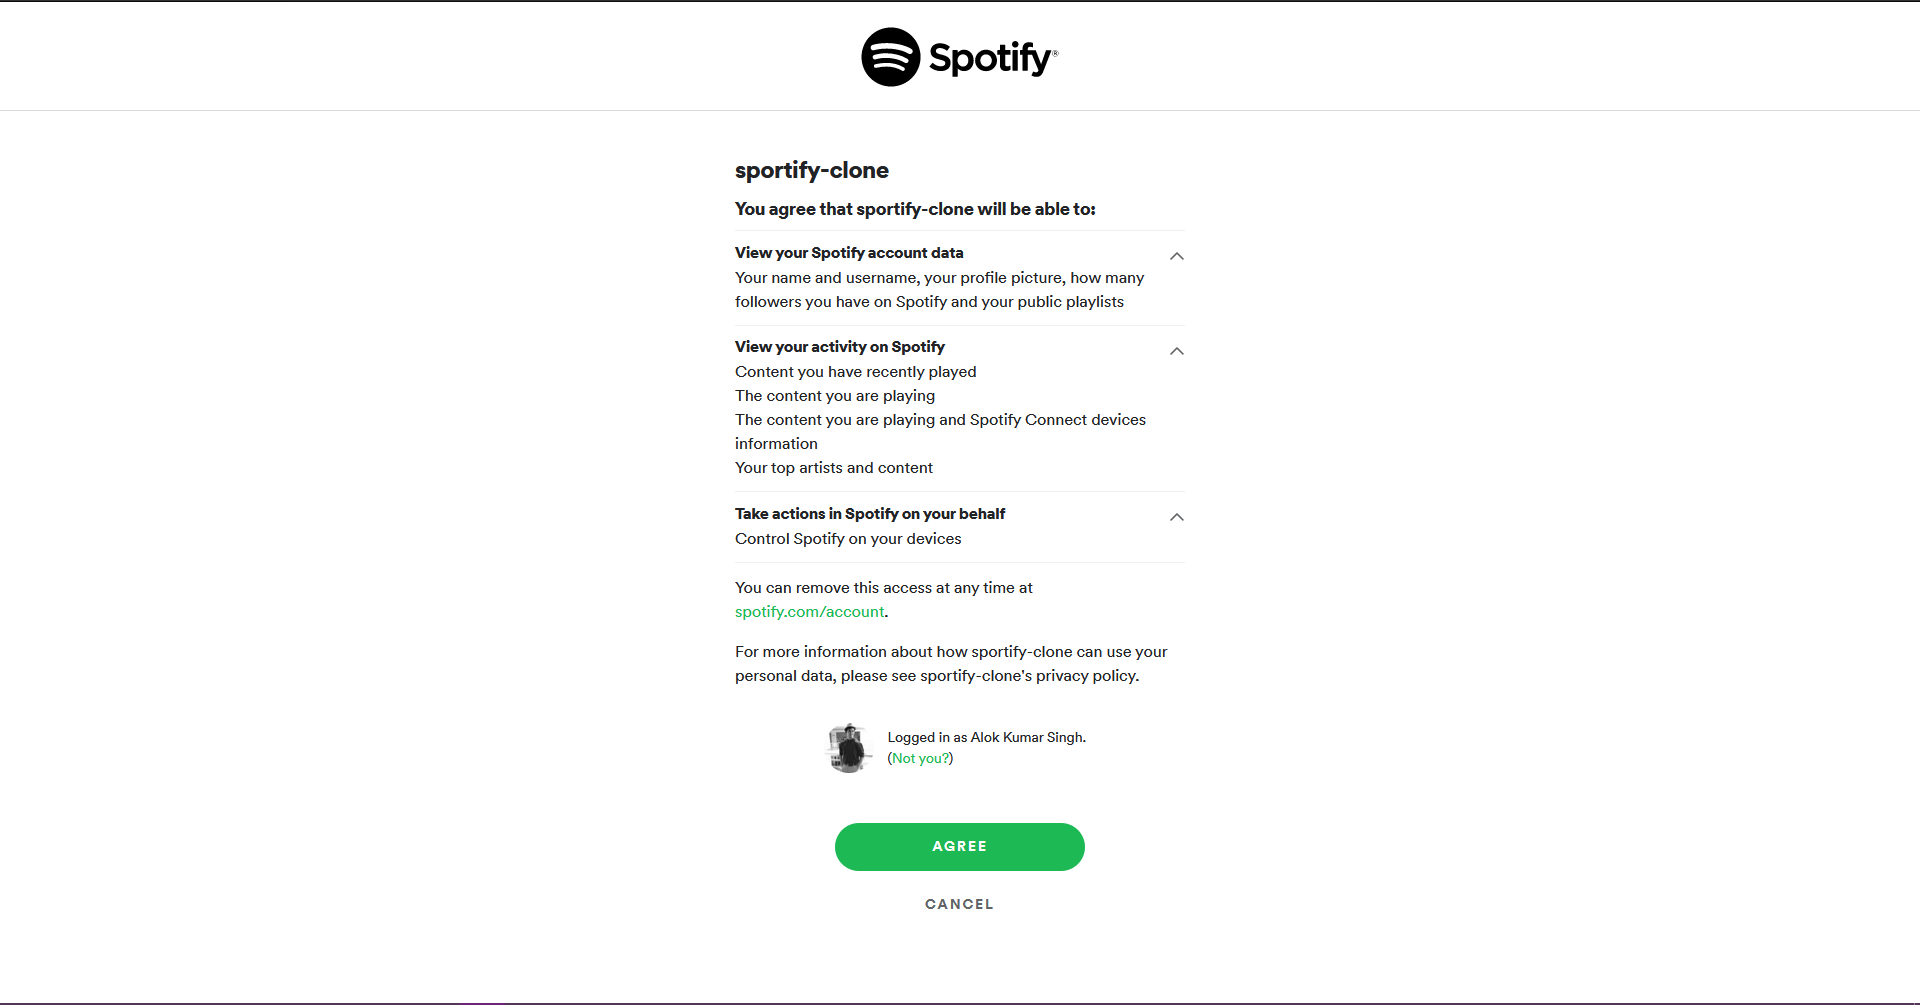 Spotify®
sportify-clone
You agree that sportify-clone will be able to:
View your Spotify account data
Your name and username, your profile picture, how many
followers you have on Spotify and your public playlists
View your activity on Spotify
Content you have recently played
The content you are playing
The content you are playing and Spotify Connect devices
information
Your top artists and content
Take actions in Spotify on your behalf
Control Spotify on your devices
You can remove this access at any time at
spotify.com/account.
For more information about how sportify-clone can use your
personal data, please see sportify-clone's privacy policy.
Logged in as Alok Kumar Singh.
(Not you?)
AGREE
CANCEL